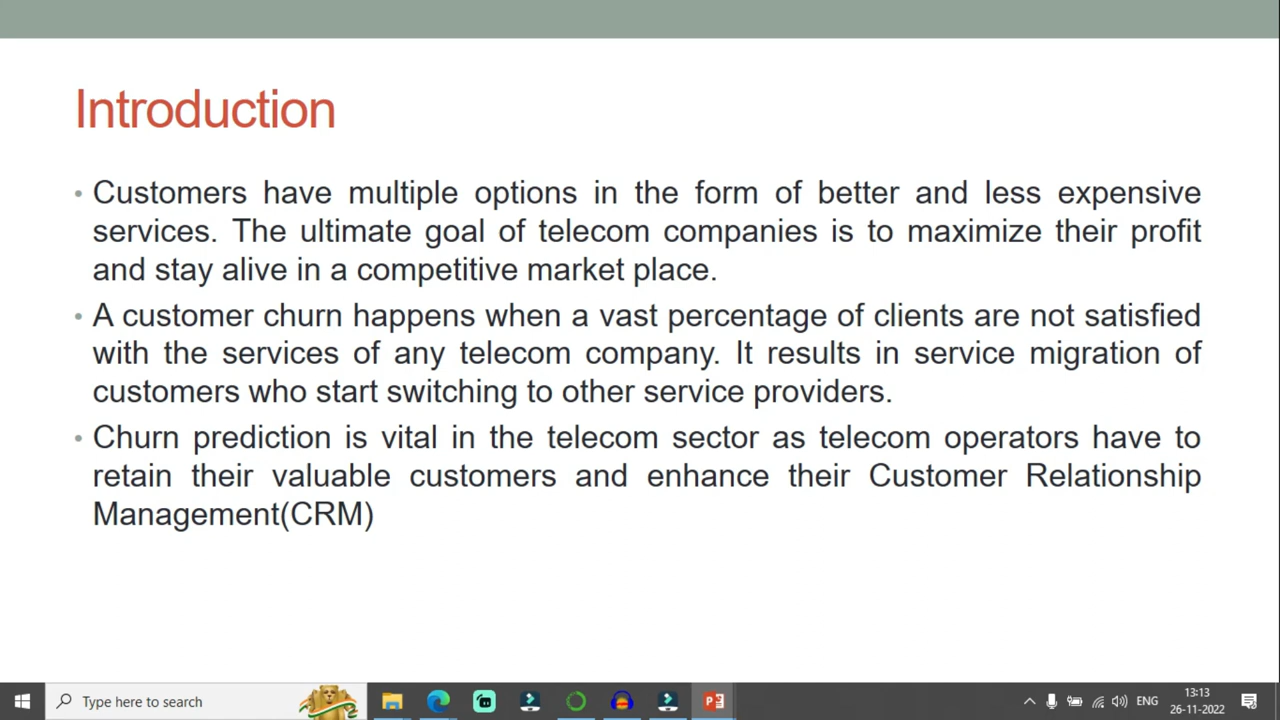 Introduction
• Customers have multiple options in the form of better and less expensive
services. The ultimate goal of telecom companies is to maximize their profit
and stay alive in a competitive market place.
• A customer churn happens when a vast percentage of clients are not satisfied
with the services of any telecom company. It results in service migration of
customers who start switching to other service providers.
• Churn prediction is vital in the telecom sector as telecom operators have to
retain their valuable customers and enhance their Customer Relationship
Management(CRM)
Type here to search
ENG
13:13
26-11-2022